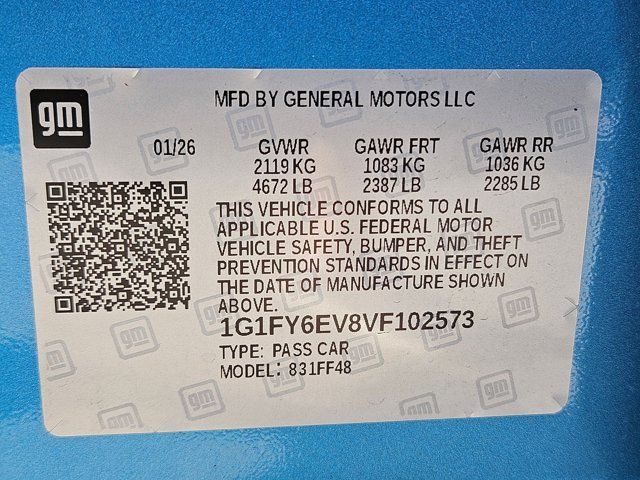 gm
MFD BY GENERAL MOTORS LLC
01/26 GVWR GAWR FRT GAWR RR
2119 KG 1083 KG 1036 KG
4672 LB 2387 LB 2285 LB
THIS VEHICLE CONFORMS TO ALL
APPLICABLE U.S. FEDERAL MOTOR
VEHICLE SAFETY, BUMPER, AND THEFT
PREVENTION STANDARDS IN EFFECT ON
THE DATE OF MANUFACTURE SHOWN
ABOVE.
1G1FY6EV8VF102573
TYPE: PASS CAR
MODEL: 831FF48